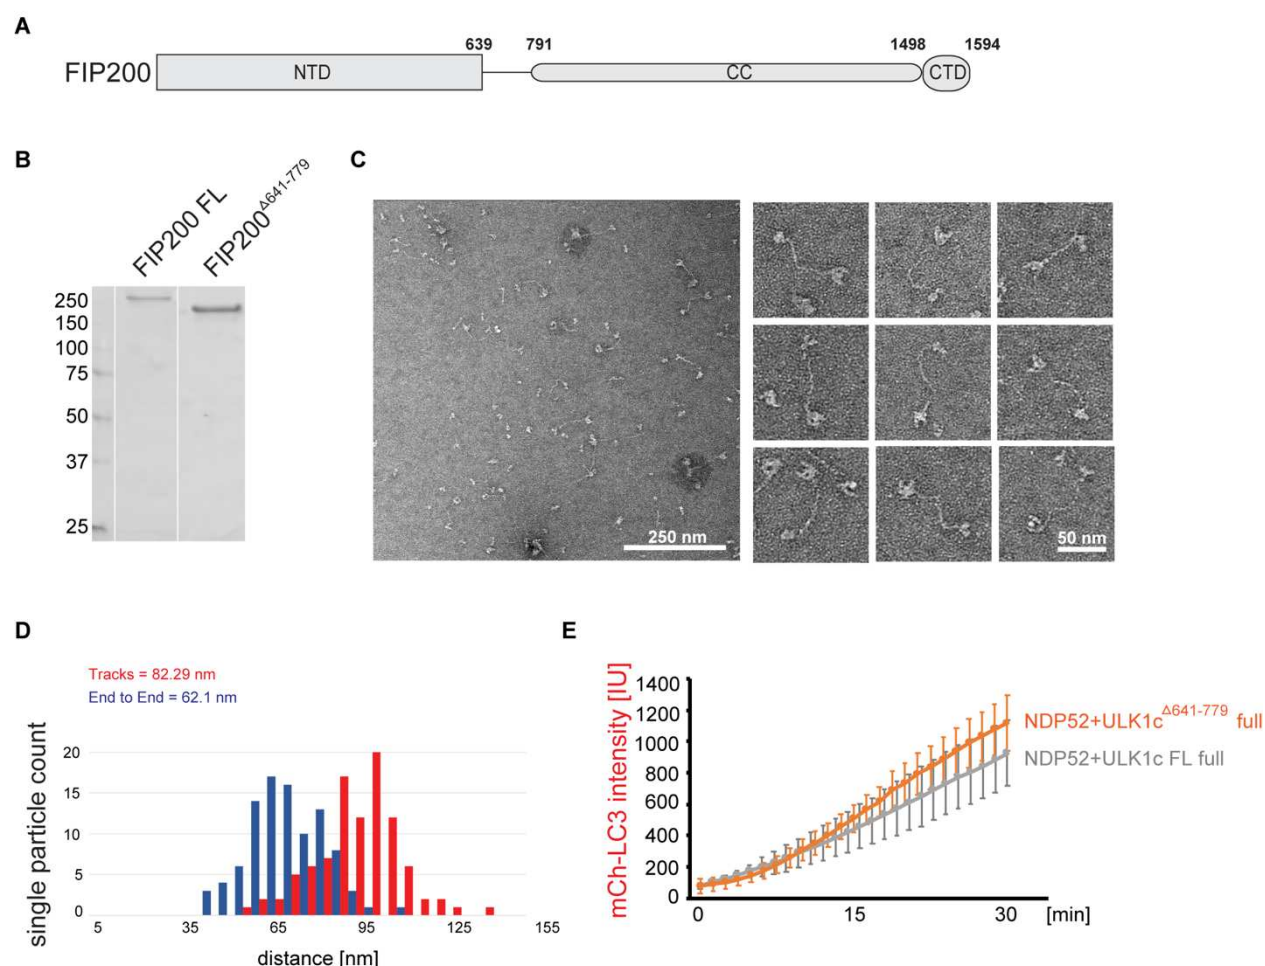 A
639 791 1498 1594
FIP200 NTD CC CTD
B
FIP200 FL
FIP200Δ641-779
250
150
100
75
50
37
25
C
250 nm
50 nm
D
Tracks = 82.29 nm
End to End = 62.1 nm
single particle count
20
15
10
5
0
5 35 65 95 125 155
distance [nm]
E
mCh-LC3 intensity [IU]
1400
1200
1000
800
600
400
200
0
0 15 30 [min]
NDP52+ULK1cΔ641-779 full
NDP52+ULK1c FL full